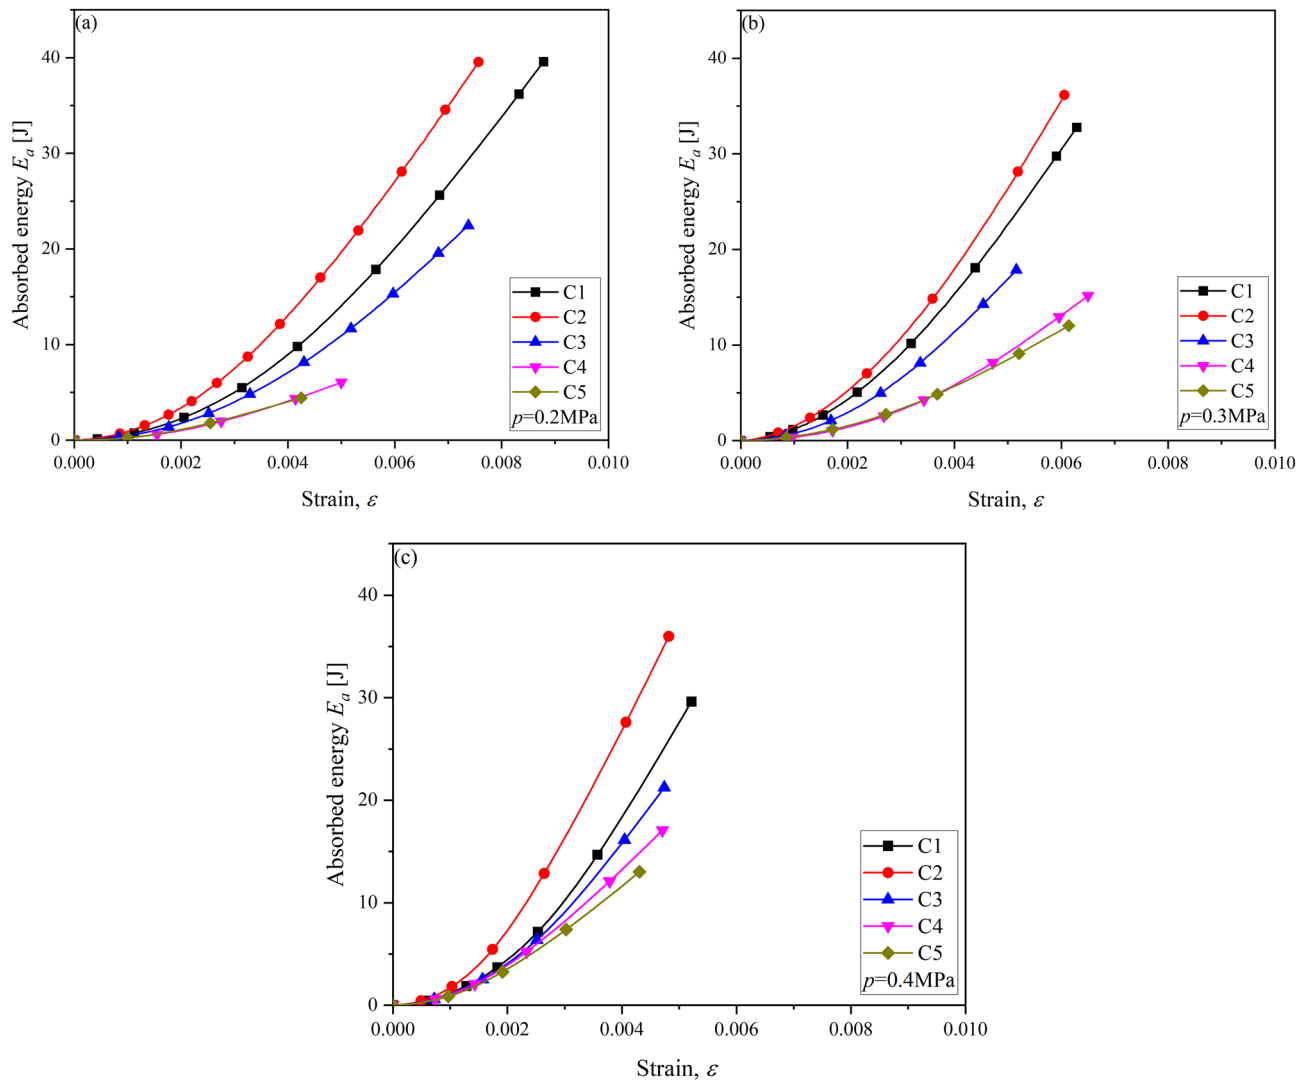 (a)
40
30
20
10
0
0.000 0.002 0.004 0.006 0.008 0.010
Absorbed energy Ea [J]
Strain, ε
C1
C2
C3
C4
C5
p=0.2MPa
(b)
40
30
20
10
0
0.000 0.002 0.004 0.006 0.008 0.010
Absorbed energy Ea [J]
Strain, ε
C1
C2
C3
C4
C5
p=0.3MPa
(c)
40
30
20
10
0
0.000 0.002 0.004 0.006 0.008 0.010
Absorbed energy Ea [J]
Strain, ε
C1
C2
C3
C4
C5
p=0.4MPa